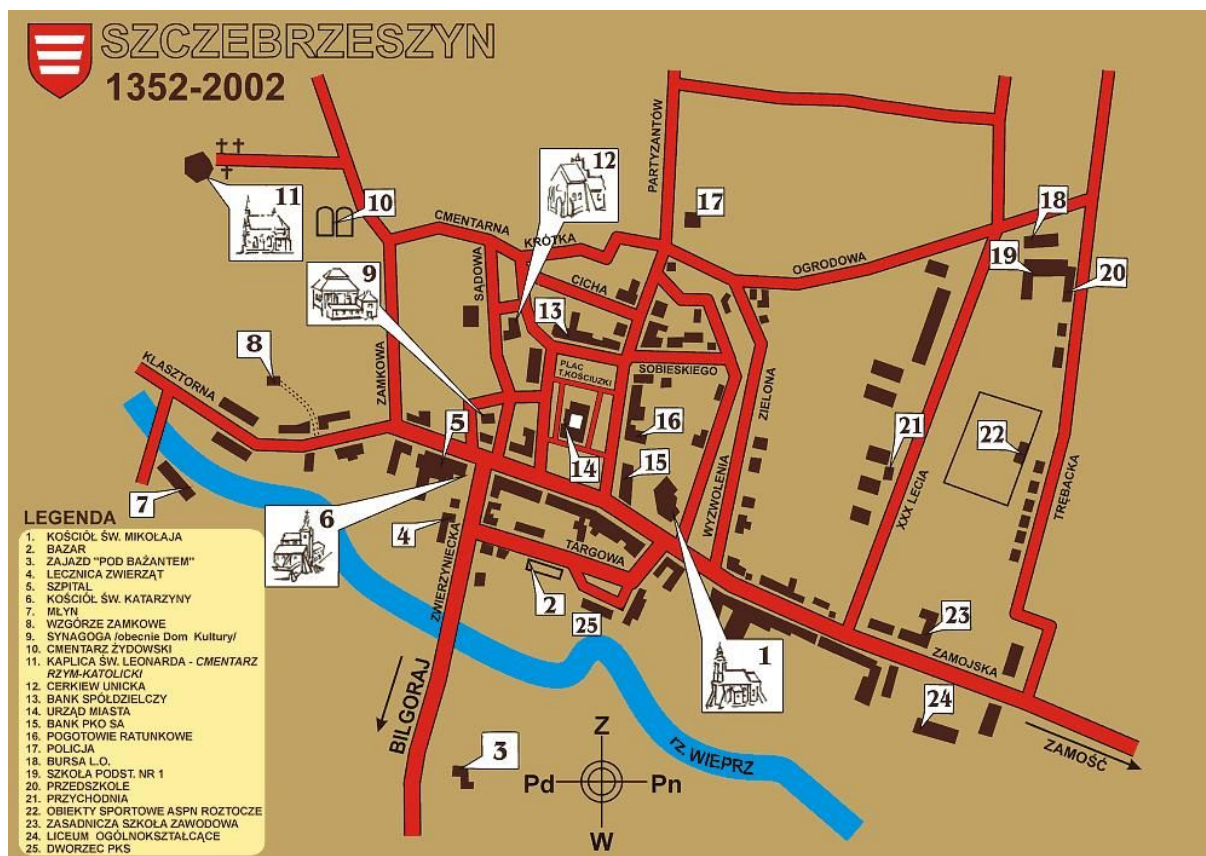 SZCZEBRZESZYN
1352-2002
PARTYZANTÓW
12
11
10
17
18
CMENTARNA
KRÓTKA
OGRODOWA
19
20
SĄDOWA
9
CICHA
13
8
KLASZTORNA
ZAMKOWA
PLAC
T.KOŚCIUZKI
SOBIESKIEGO
ZIELONA
5
16
21
22
14
15
WYZWOLENIA
XXX LECIA
TRĘBACKA
7
6
4
ZWIERZYNIECKA
TARGOWA
2
25
23
1
ZAMOJSKA
24
BILGORAJ
3
rz. WIEPRZ
ZAMOŚĆ
Z
Pd
Pn
W
LEGENDA
1. KOŚCIÓŁ ŚW. MIKOŁAJA
2. BAZAR
3. ZAJAZD "POD BAŻANTEM"
4. LECZNICA ZWIERZĄT
5. SZPITAL
6. KOŚCIÓŁ ŚW. KATARZYNY
7. MŁYN
8. WZGÓRZE ZAMKOWE
9. SYNAGOGA /obecnie Dom Kultury/
10. CMENTARZ ŻYDOWSKI
11. KAPLICA ŚW. LEONARDA - CMENTARZ
RZYM-KATOLICKI
12. CERKIEW UNICKA
13. BANK SPÓŁDZIELCZY
14. URZĄD MIASTA
15. BANK PKO SA
16. POGOTOWIE RATUNKOWE
17. POLICJA
18. BURSA L.O.
19. SZKOŁA PODST. NR 1
20. PRZEDSZKOLE
21. PRZYCHODNIA
22. OBIEKTY SPORTOWE ASPN ROZTOCZE
23. ZASADNICZA SZKOŁA ZAWODOWA
24. LICEUM OGÓLNOKSZTAŁCĄCE
25. DWORZEC PKS